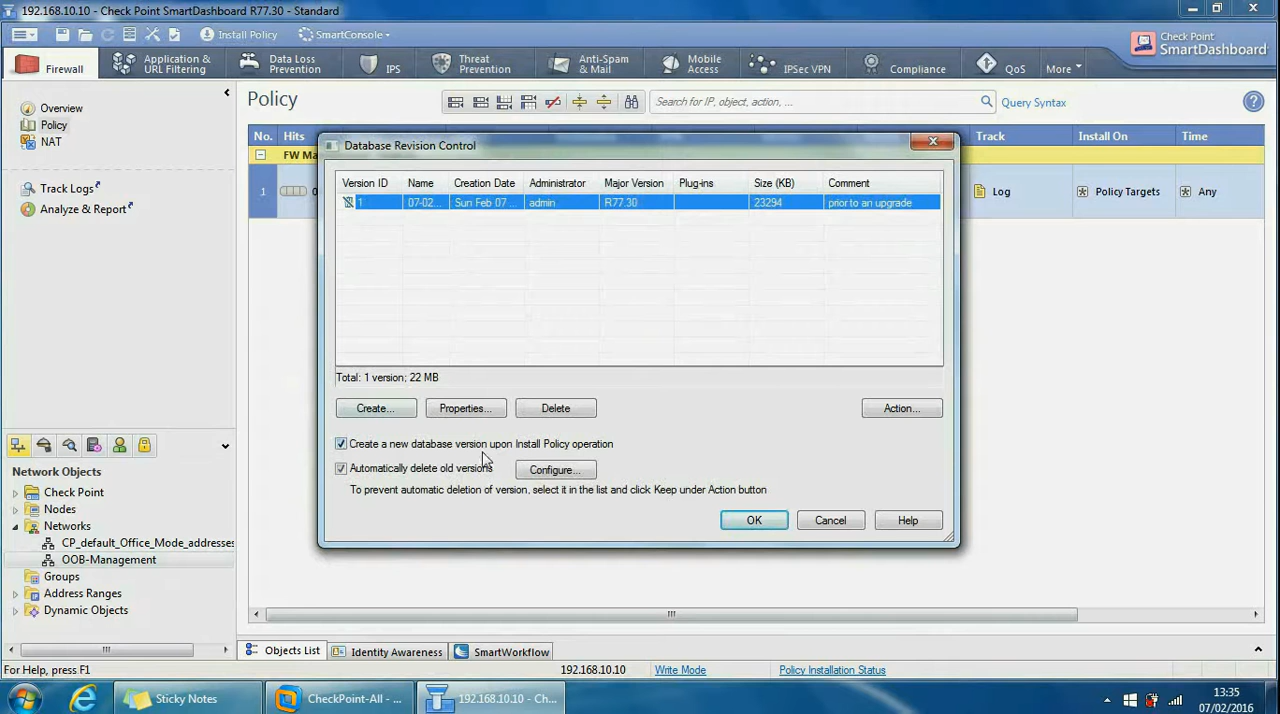 192.168.10.10 - Check Point SmartDashboard R77.30 - Standard
Install Policy
SmartConsole
Check Point
SmartDashboard
Firewall
Application &
URL Filtering
Data Loss
Prevention
IPS
Threat
Prevention
Anti-Spam
& Mail
Mobile
Access
IPSec VPN
Compliance
QoS
More
Overview
Policy
NAT
Track Logs
Analyze & Report
Policy
Search for IP, object, action, ...
Query Syntax
No. Hits Track Install On Time
FW Ma
1 0 Log Policy Targets Any
Database Revision Control
Version ID Name Creation Date Administrator Major Version Plug-ins Size (KB) Comment
1 07-02... Sun Feb 07 ... admin R77.30 23294 prior to an upgrade
Total: 1 version; 22 MB
Create... Properties... Delete Action...
Create a new database version upon Install Policy operation
Automatically delete old versions Configure...
To prevent automatic deletion of version, select it in the list and click Keep under Action button
OK Cancel Help
Network Objects
Check Point
Nodes
Networks
CP_default_Office_Mode_addresses
OOB-Management
Groups
Address Ranges
Dynamic Objects
Objects List Identity Awareness SmartWorkflow
For Help, press F1 192.168.10.10 Write Mode Policy Installation Status
Sticky Notes CheckPoint-All - ... 192.168.10.10 - Ch...
13:35
07/02/2016